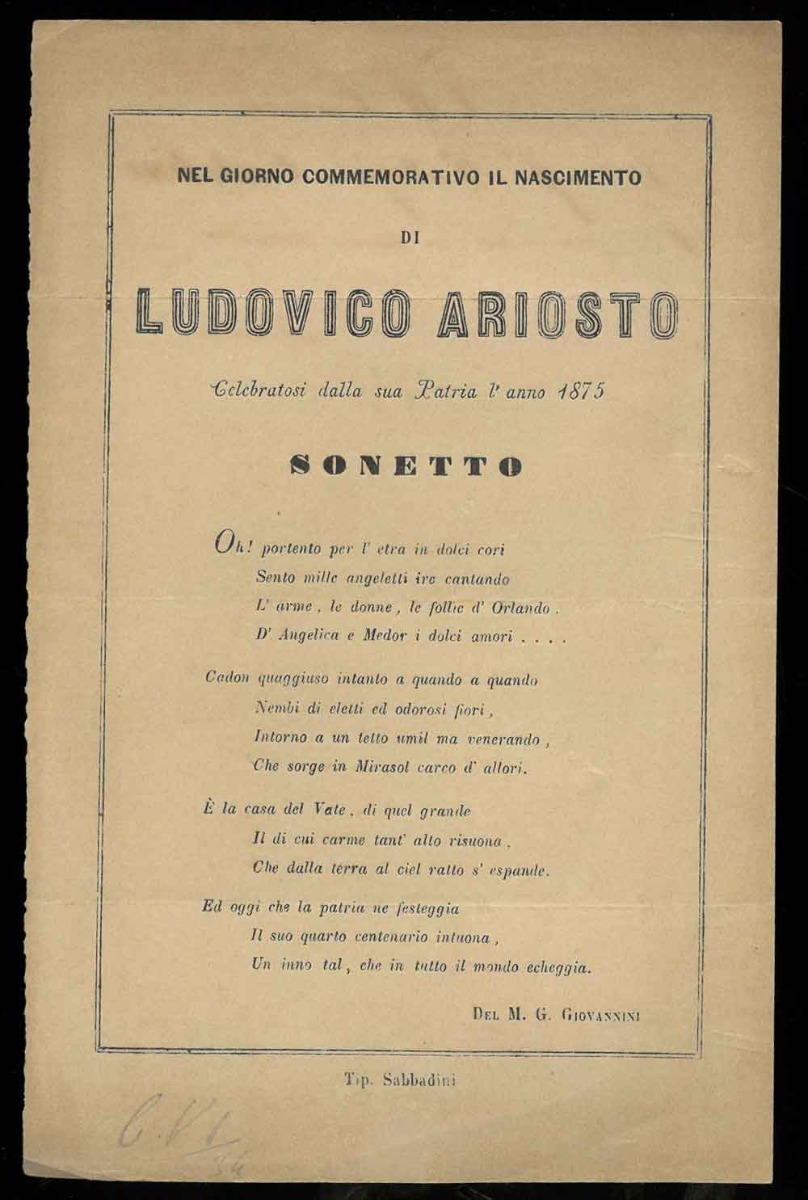 NEL GIORNO COMMEMORATIVO IL NASCIMENTO
DI
LUDOVICO ARIOSTO
Celebratosi dalla sua Patria l' anno 1875
SONETTO
Oh! portento per l' etra in dolci cori
Sento mille angeletti ire cantando
L' arme, le donne, le follie d' Orlando.
D' Angelica e Medor i dolci amori . . . .
Cadon quaggiuso intanto a quando a quando
Nembi di eletti ed odorosi fiori,
Intorno a un tetto umil ma venerando,
Che sorge in Mirasol carco d' allori.
È la casa del Vate, di quel grande
Il di cui carme tant' alto risuona,
Che dalla terra al ciel ratto s' espande.
Ed oggi che la patria ne festeggia
Il suo quarto centenario intuona,
Un inno tal, che in tutto il mondo echeggia.
DEL M. G. GIOVANNINI
Tip. Sabbadini